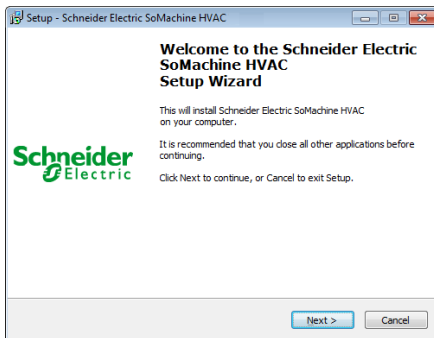 Setup - Schneider Electric SoMachine HVAC
Welcome to the Schneider Electric
SoMachine HVAC
Setup Wizard
This will install Schneider Electric SoMachine HVAC
on your computer.
It is recommended that you close all other applications before
continuing.
Click Next to continue, or Cancel to exit Setup.
Schneider
Electric
Next >
Cancel